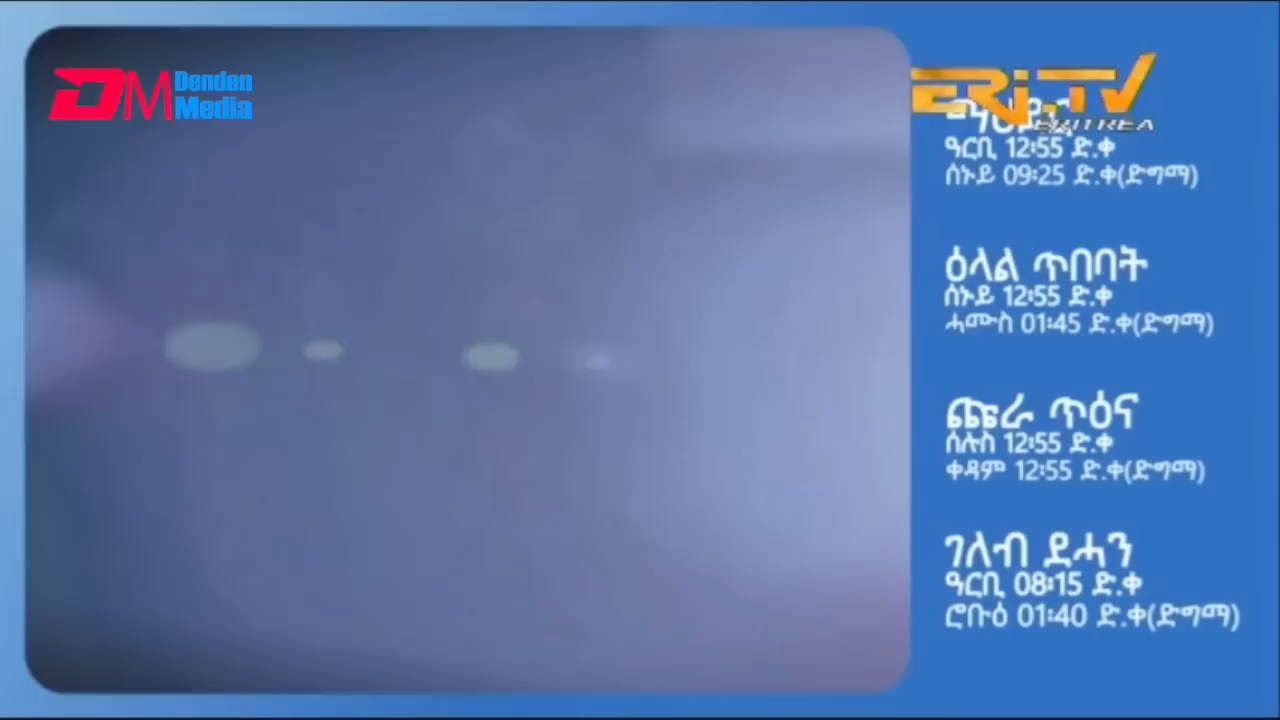 DM Denden Media
ERi-TV
ERITREA
ዓርቢ 12፡55 ድ.ቀ
ሰኑይ 09፡25 ድ.ቀ(ድግማ)
ዕላል ጥበባት
ሰኑይ 12፡55 ድ.ቀ
ሓሙስ 01፡45 ድ.ቀ(ድግማ)
ጩራ ጥዕና
ሰሉስ 12፡55 ድ.ቀ
ቀዳም 12፡55 ድ.ቀ(ድግማ)
ገለብ ደሓን
ዓርቢ 08፡15 ድ.ቀ
ሮቡዕ 01፡40 ድ.ቀ(ድግማ)